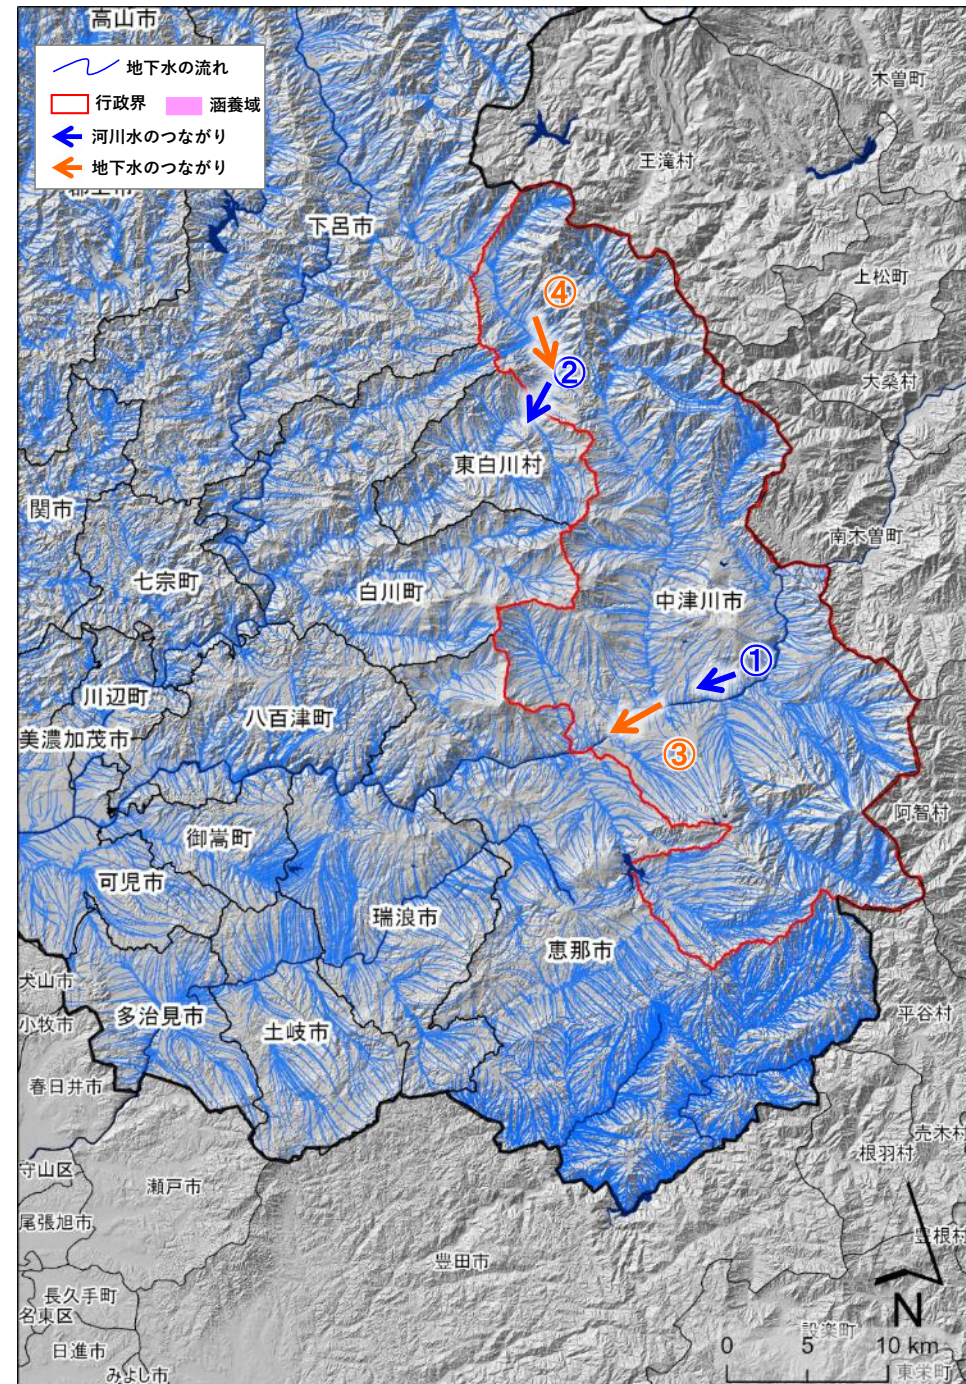 高山市
地下水の流れ
行政界
涵養域
河川水のつながり
地下水のつながり
郡上市
木曽町
王滝村
下呂市
上松町
④
②
大桑村
東白川村
関市
南木曽町
七宗町
白川町
中津川市
①
川辺町
八百津町
美濃加茂市
③
阿智村
御嵩町
可児市
瑞浪市
恵那市
犬山市
多治見市
土岐市
小牧市
平谷村
春日井市
売木村
根羽村
守山区
瀬戸市
尾張旭市
豊根村
豊田市
長久手町
名東区
N
設楽町
0 5 10 km
日進市
みよし市
東栄町